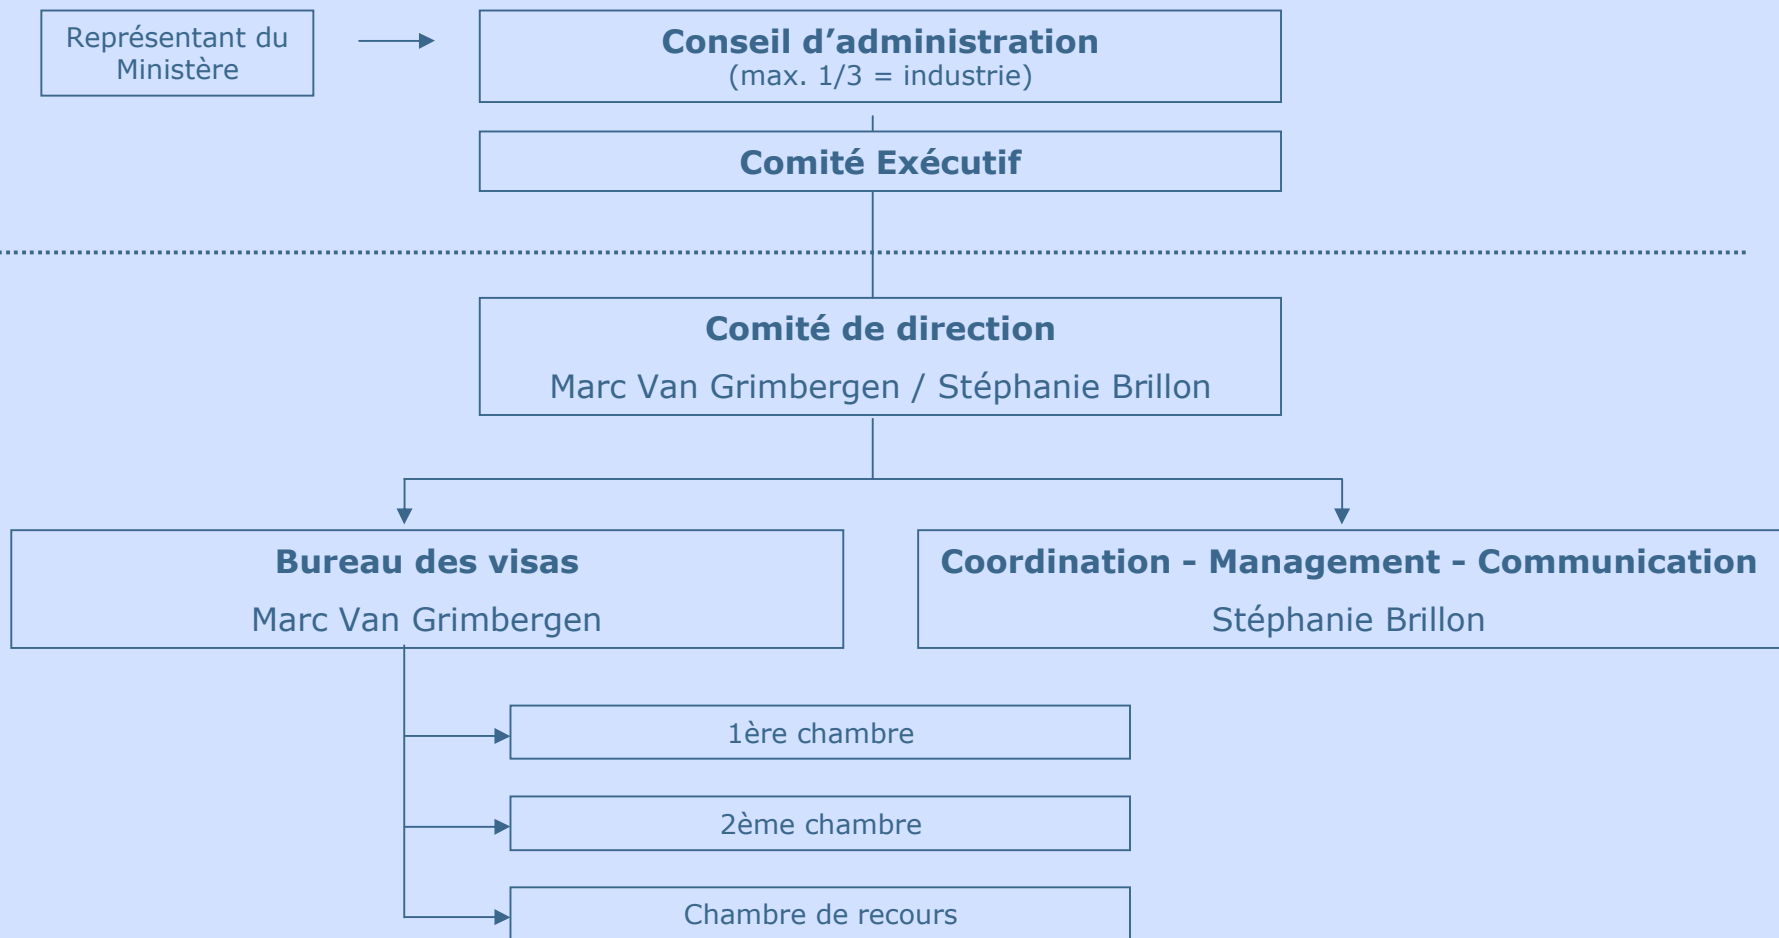 Représentant du
Ministère
Conseil d’administration
(max. 1/3 = industrie)
Comité Exécutif
Comité de direction
Marc Van Grimbergen / Stéphanie Brillon
Bureau des visas
Marc Van Grimbergen
Coordination - Management - Communication
Stéphanie Brillon
1ère chambre
2ème chambre
Chambre de recours